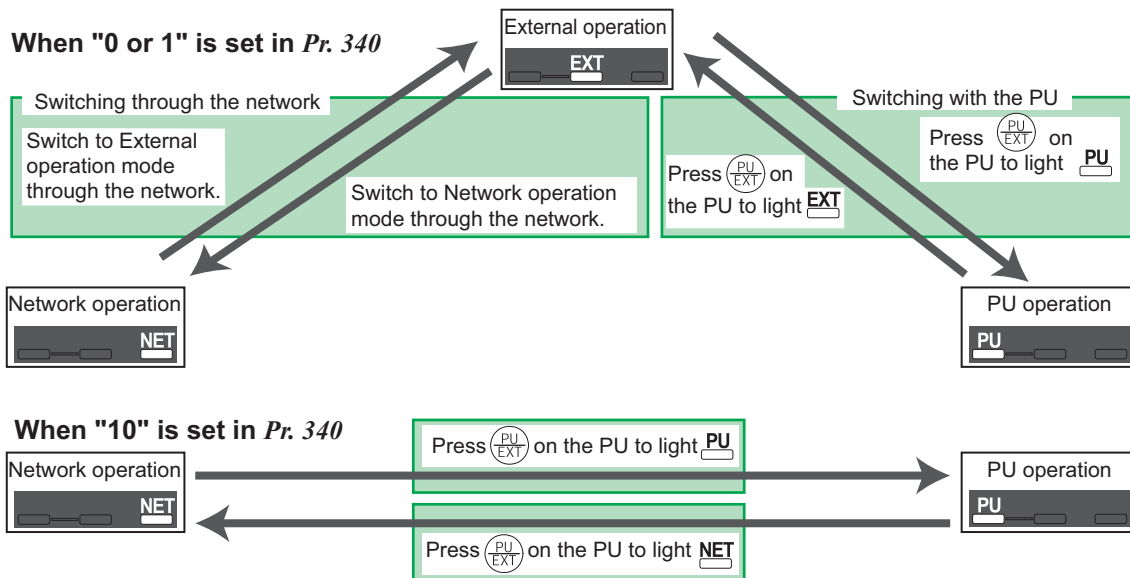 When "0 or 1" is set in Pr. 340
External operation
EXT
Switching through the network
Switch to External
operation mode
through the network.
Switch to Network operation
mode through the network.
Switching with the PU
Press PU/EXT on
the PU to light PU
Press PU/EXT on
the PU to light EXT
Network operation
NET
PU operation
PU
When "10" is set in Pr. 340
Network operation
NET
Press PU/EXT on the PU to light PU
Press PU/EXT on the PU to light NET
PU operation
PU